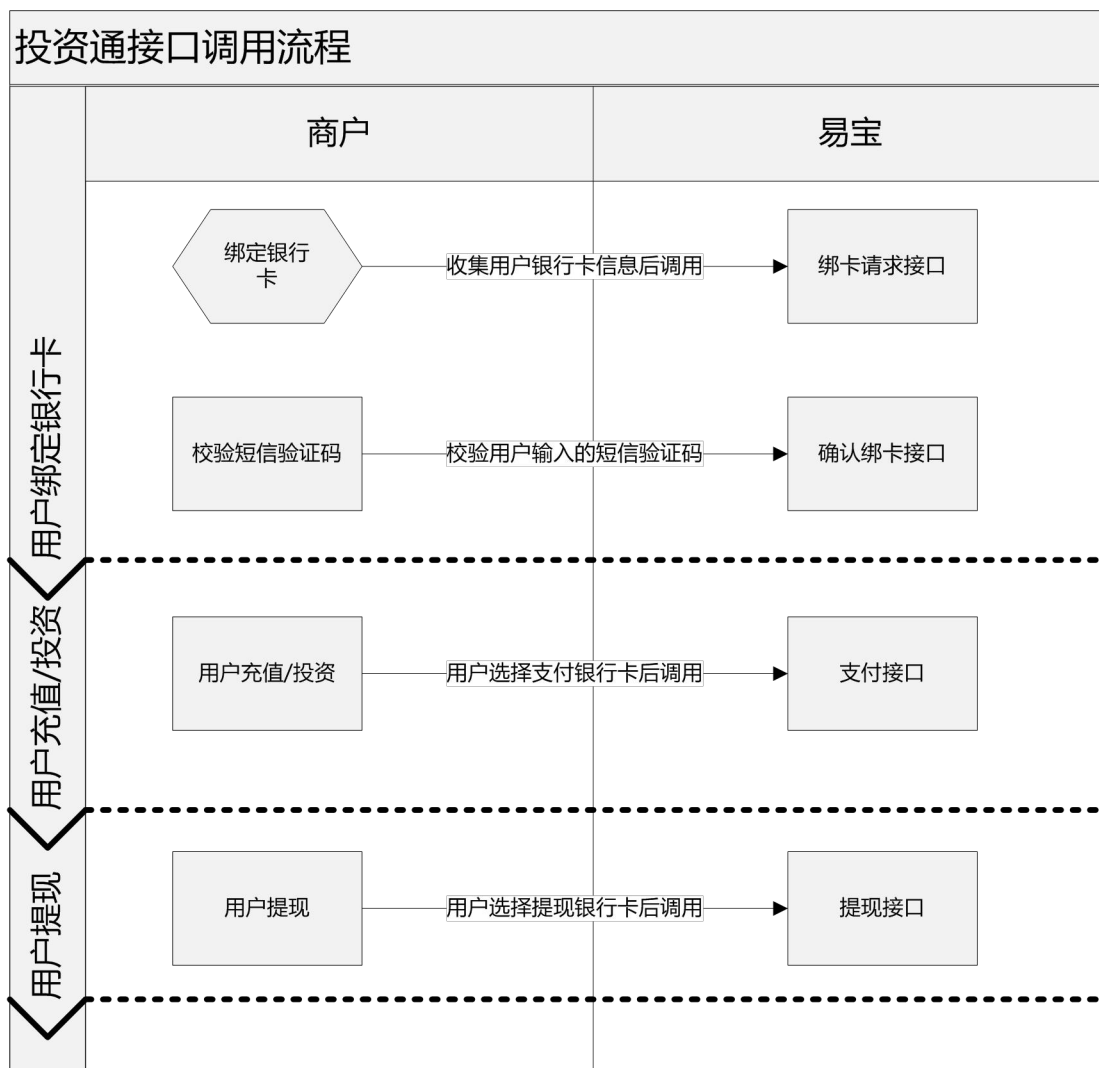 投资通接口调用流程
商户
易宝
用户绑定银行卡
绑定银行
卡
收集用户银行卡信息后调用
绑卡请求接口
校验短信验证码
校验用户输入的短信验证码
确认绑卡接口
用户充值/投资
用户充值/投资
用户选择支付银行卡后调用
支付接口
用户提现
用户提现
用户选择提现银行卡后调用
提现接口